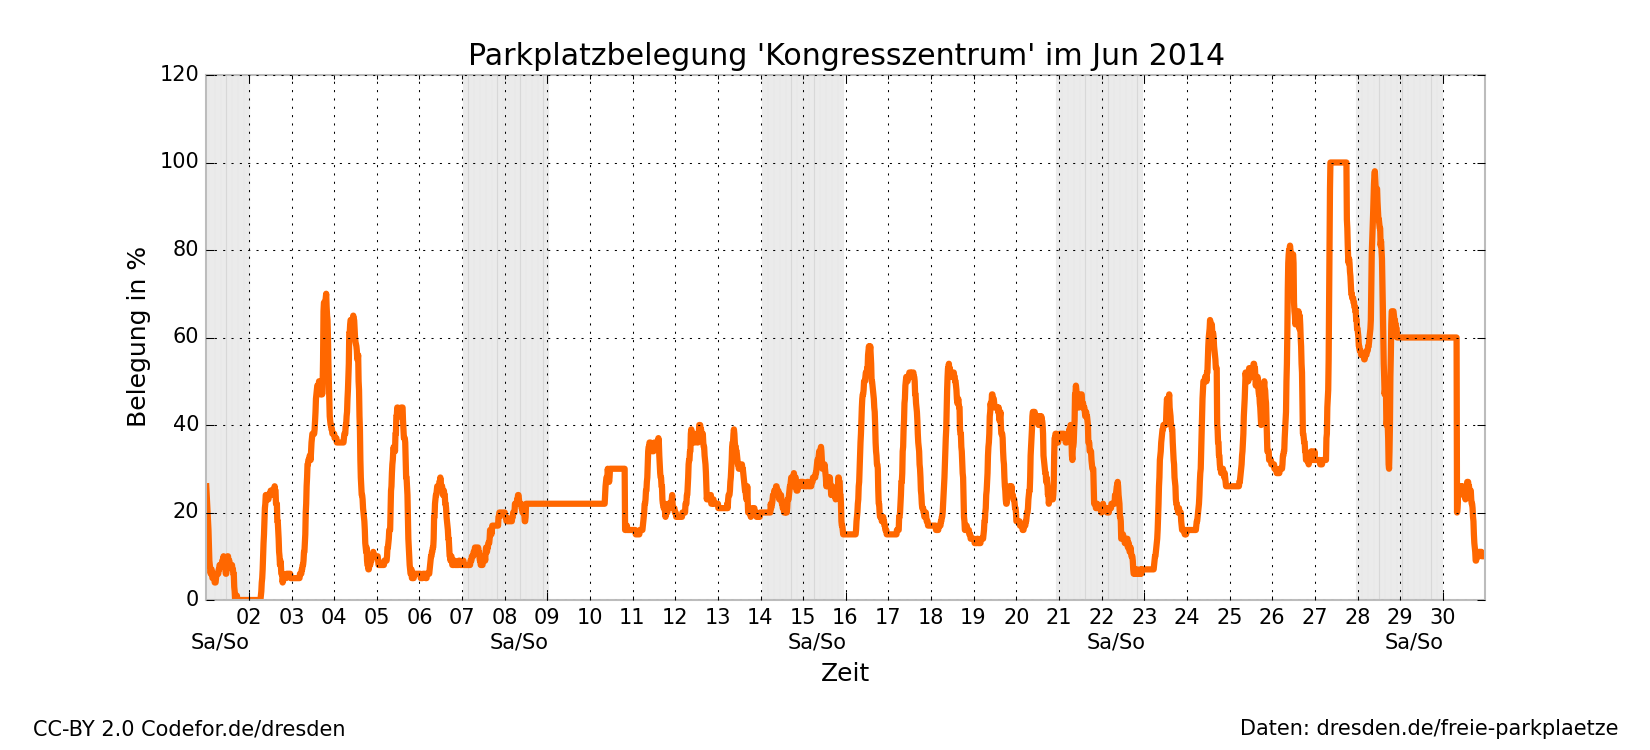 Parkplatzbelegung 'Kongresszentrum' im Jun 2014
120
100
80
60
40
20
0
Belegung in %
02 03 04 05 06 07 08 09 10 11 12 13 14 15 16 17 18 19 20 21 22 23 24 25 26 27 28 29 30
Sa/So Sa/So Sa/So Sa/So Sa/So
Zeit
CC-BY 2.0 Codefor.de/dresden
Daten: dresden.de/freie-parkplaetze